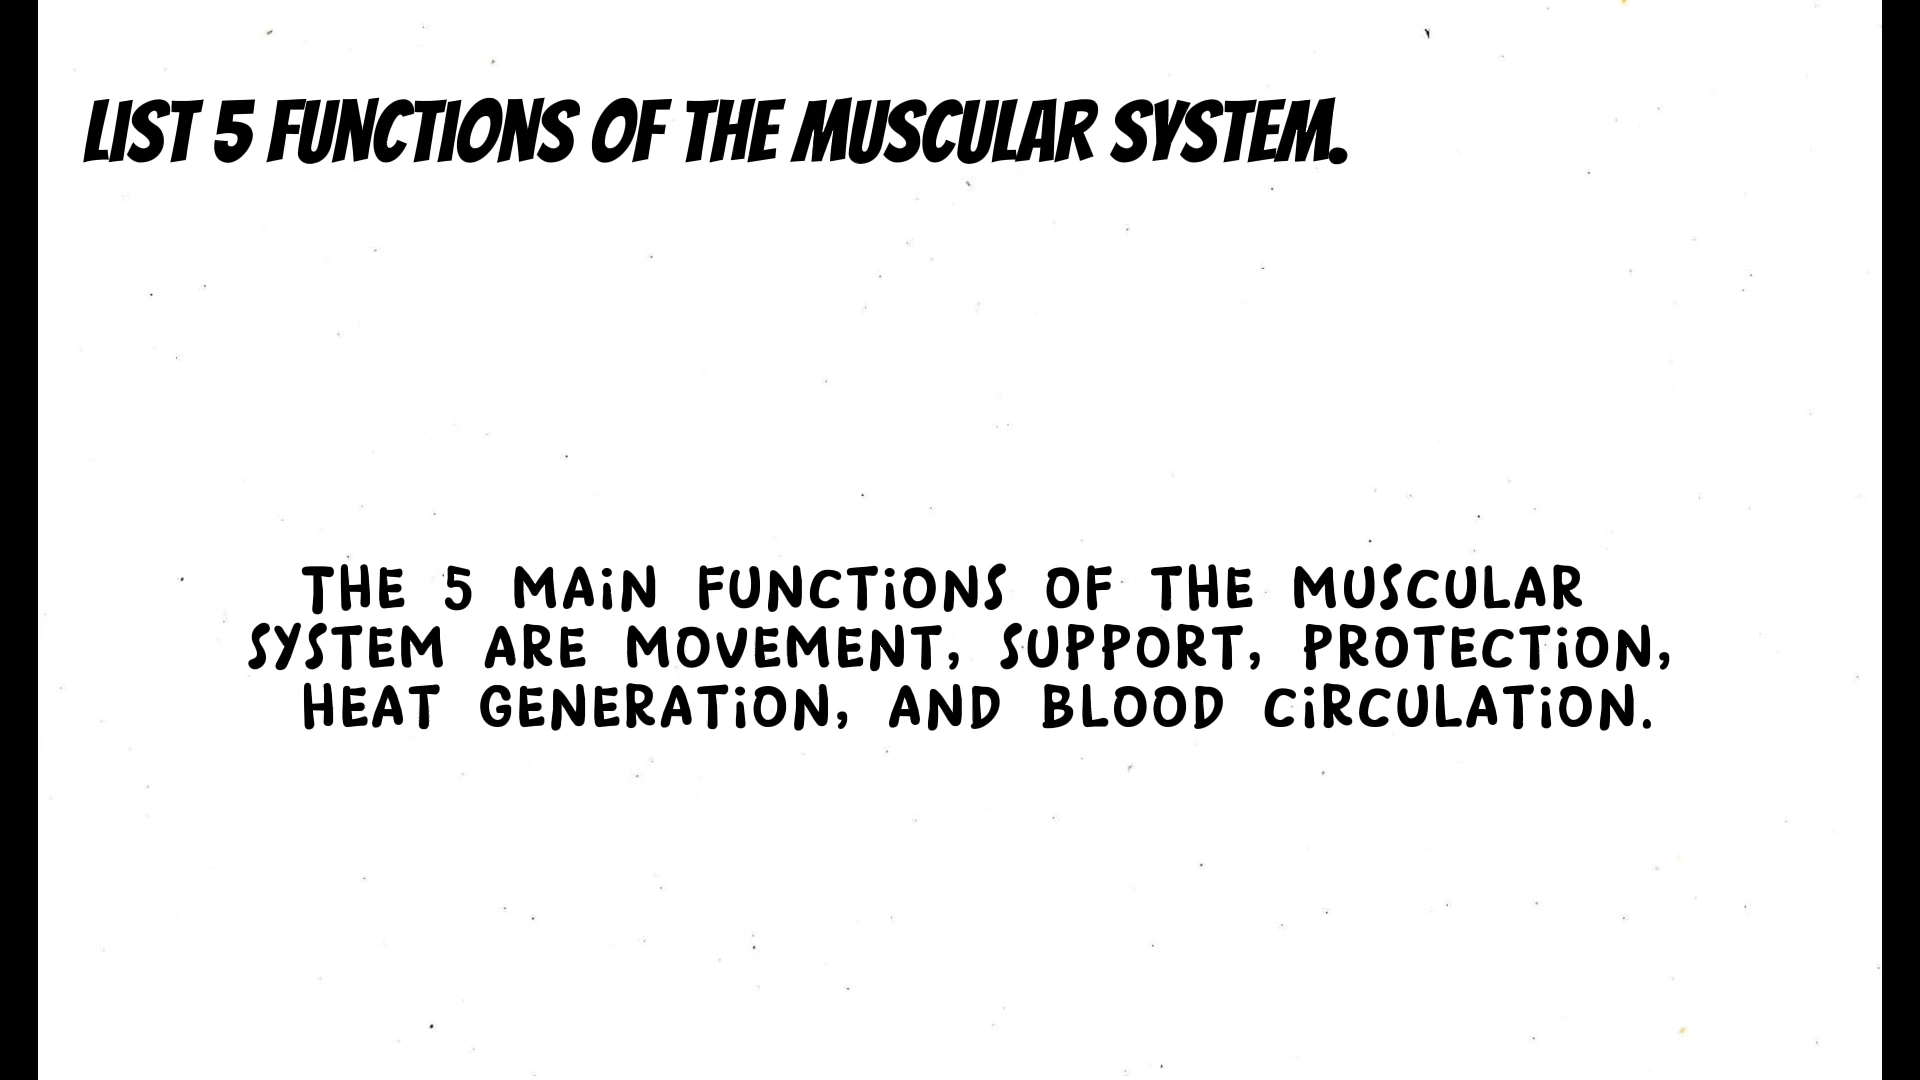 LIST 5 FUNCTIONS OF THE MUSCULAR SYSTEM.
THE 5 MAIN FUNCTIONS OF THE MUSCULAR
SYSTEM ARE MOVEMENT, SUPPORT, PROTECTION,
HEAT GENERATION, AND BLOOD CIRCULATION.